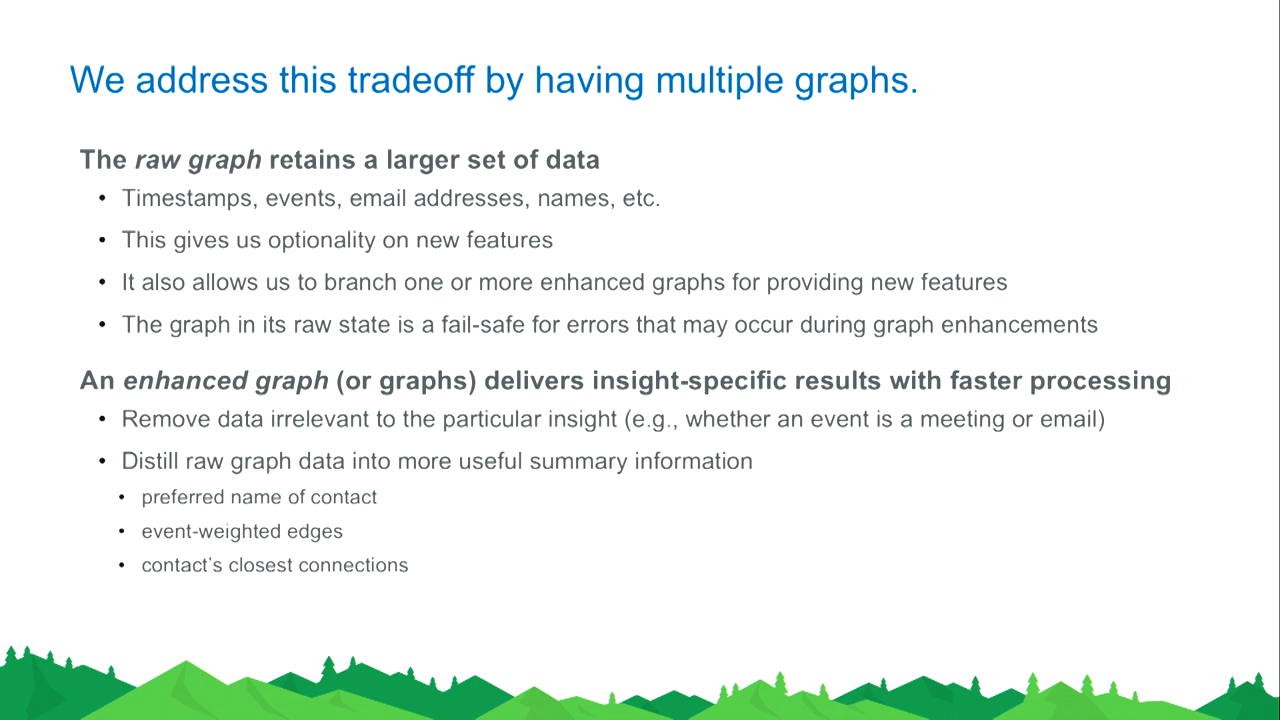 We address this tradeoff by having multiple graphs.
The raw graph retains a larger set of data
• Timestamps, events, email addresses, names, etc.
• This gives us optionality on new features
• It also allows us to branch one or more enhanced graphs for providing new features
• The graph in its raw state is a fail-safe for errors that may occur during graph enhancements
An enhanced graph (or graphs) delivers insight-specific results with faster processing
• Remove data irrelevant to the particular insight (e.g., whether an event is a meeting or email)
• Distill raw graph data into more useful summary information
• preferred name of contact
• event-weighted edges
• contact’s closest connections